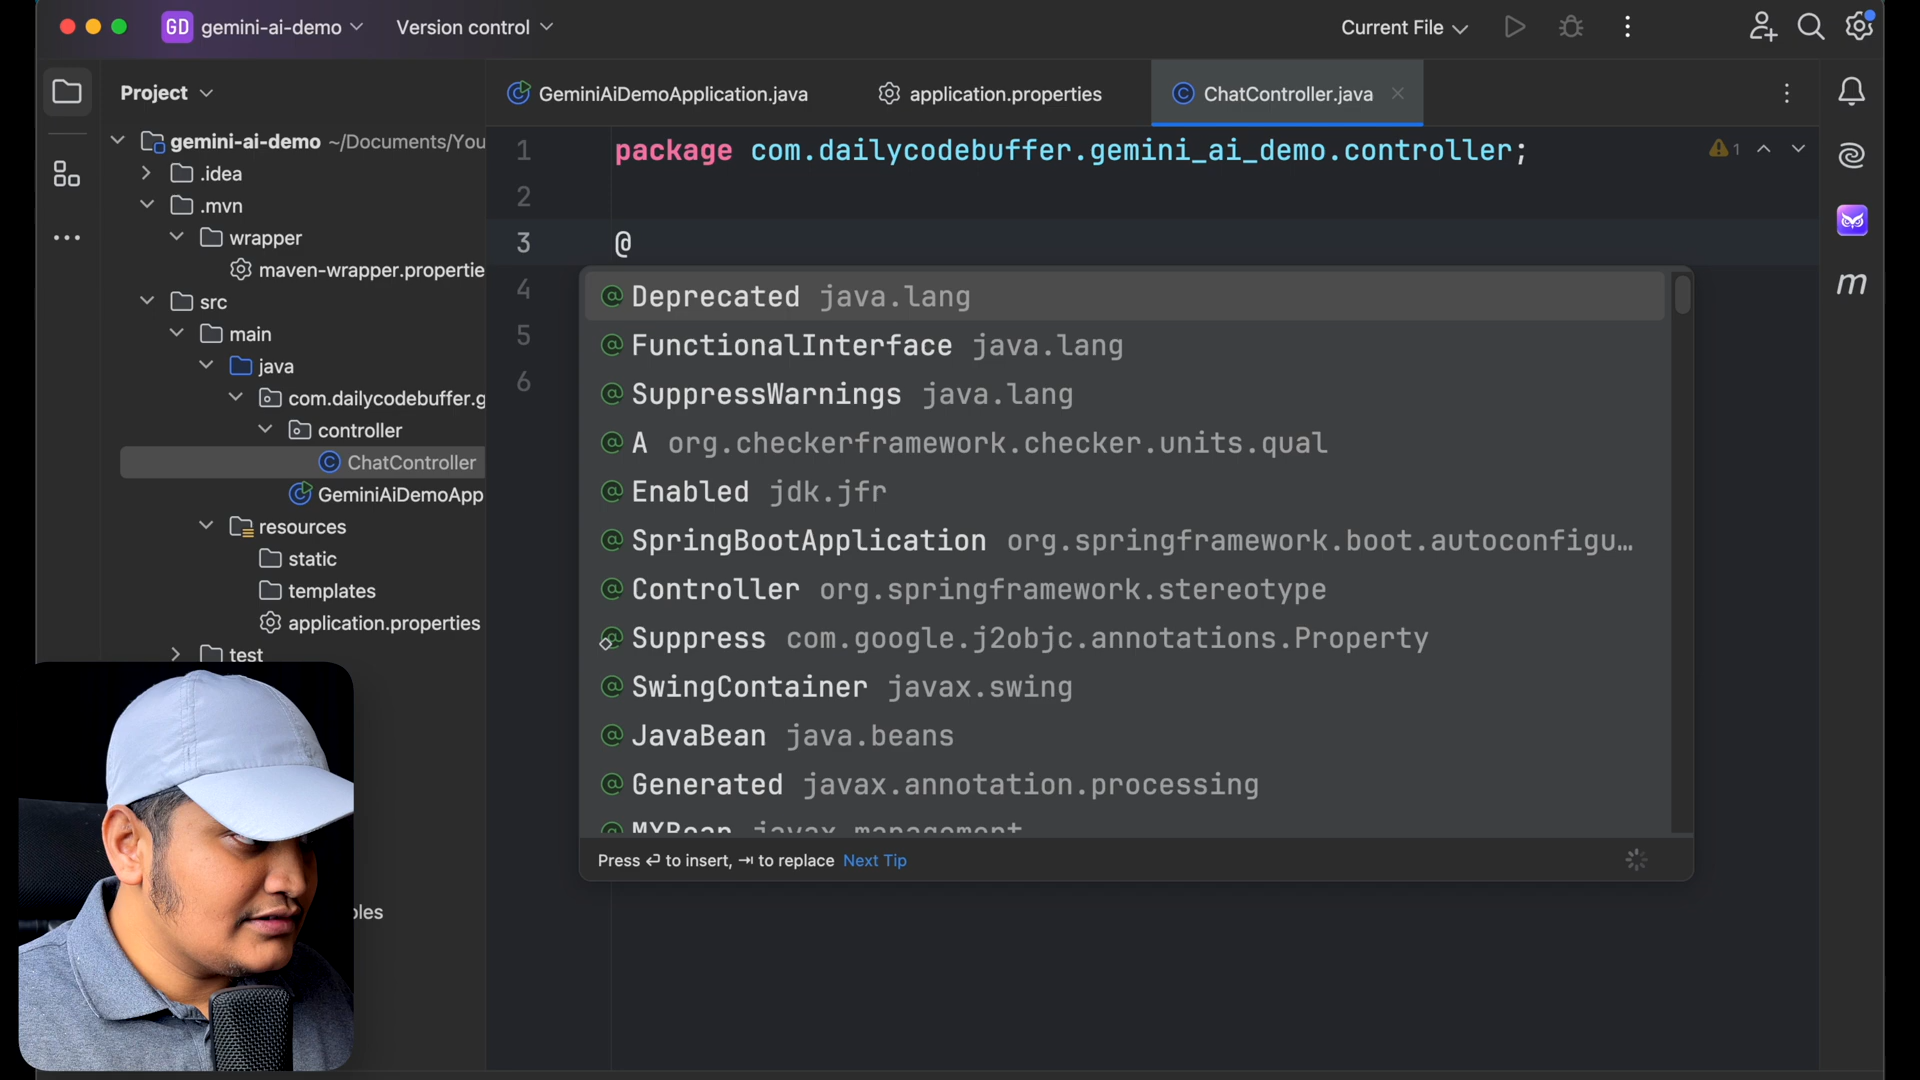 GD gemini-ai-demo Version control Current File
Project
GeminiAiDemoApplication.java application.properties ChatController.java
gemini-ai-demo ~/Documents/You
.idea
.mvn
wrapper
maven-wrapper.propertie
src
main
java
com.dailycodebuffer.g
controller
ChatController
GeminiAiDemoApp
resources
static
templates
application.properties
test
bles
1 package com.dailycodebuffer.gemini_ai_demo.controller; 1
2
3 @
4
5
6
@ Deprecated java.lang
@ FunctionalInterface java.lang
@ SuppressWarnings java.lang
@ A org.checkerframework.checker.units.qual
@ Enabled jdk.jfr
@ SpringBootApplication org.springframework.boot.autoconfigu…
@ Controller org.springframework.stereotype
@ Suppress com.google.j2objc.annotations.Property
@ SwingContainer javax.swing
@ JavaBean java.beans
@ Generated javax.annotation.processing
@ MXBean javax.management
Press ⏎ to insert, ⇥ to replace Next Tip
m